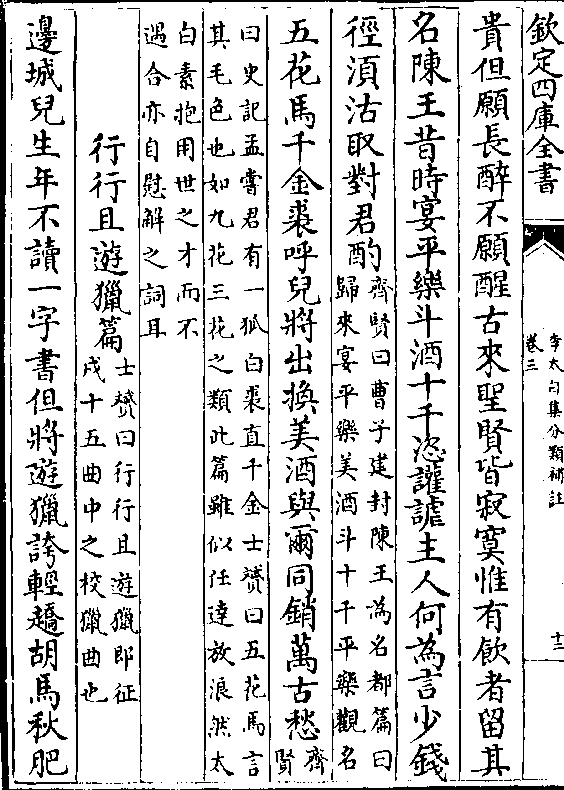 欽定四庫全書
李太白集分類補註
卷三
十三
貴但願長醉不願醒古來聖賢皆寂寞惟有飲者留其
名陳王昔時宴平樂斗酒十千恣讙謔主人何為言少錢
徑湏沽取對君酌
齊賢曰曹子建封陳王為名都篇曰
歸來宴平樂美酒斗十千平樂觀名
五花馬千金裘呼兒將出換美酒與爾同銷萬古愁
齊
賢
曰史記孟嘗君有一狐白裘直千金士贇曰五花馬言
其毛色也如九花三花之類此篇雖似任達放浪然太
白素抱用世之才而不
遇合亦自慰解之詞耳
行行且遊獵篇
士贇曰行行且遊獵即征
戍十五曲中之校獵曲也
邊城兒生年不讀一字書但將遊獵誇輕趫胡馬秋肥